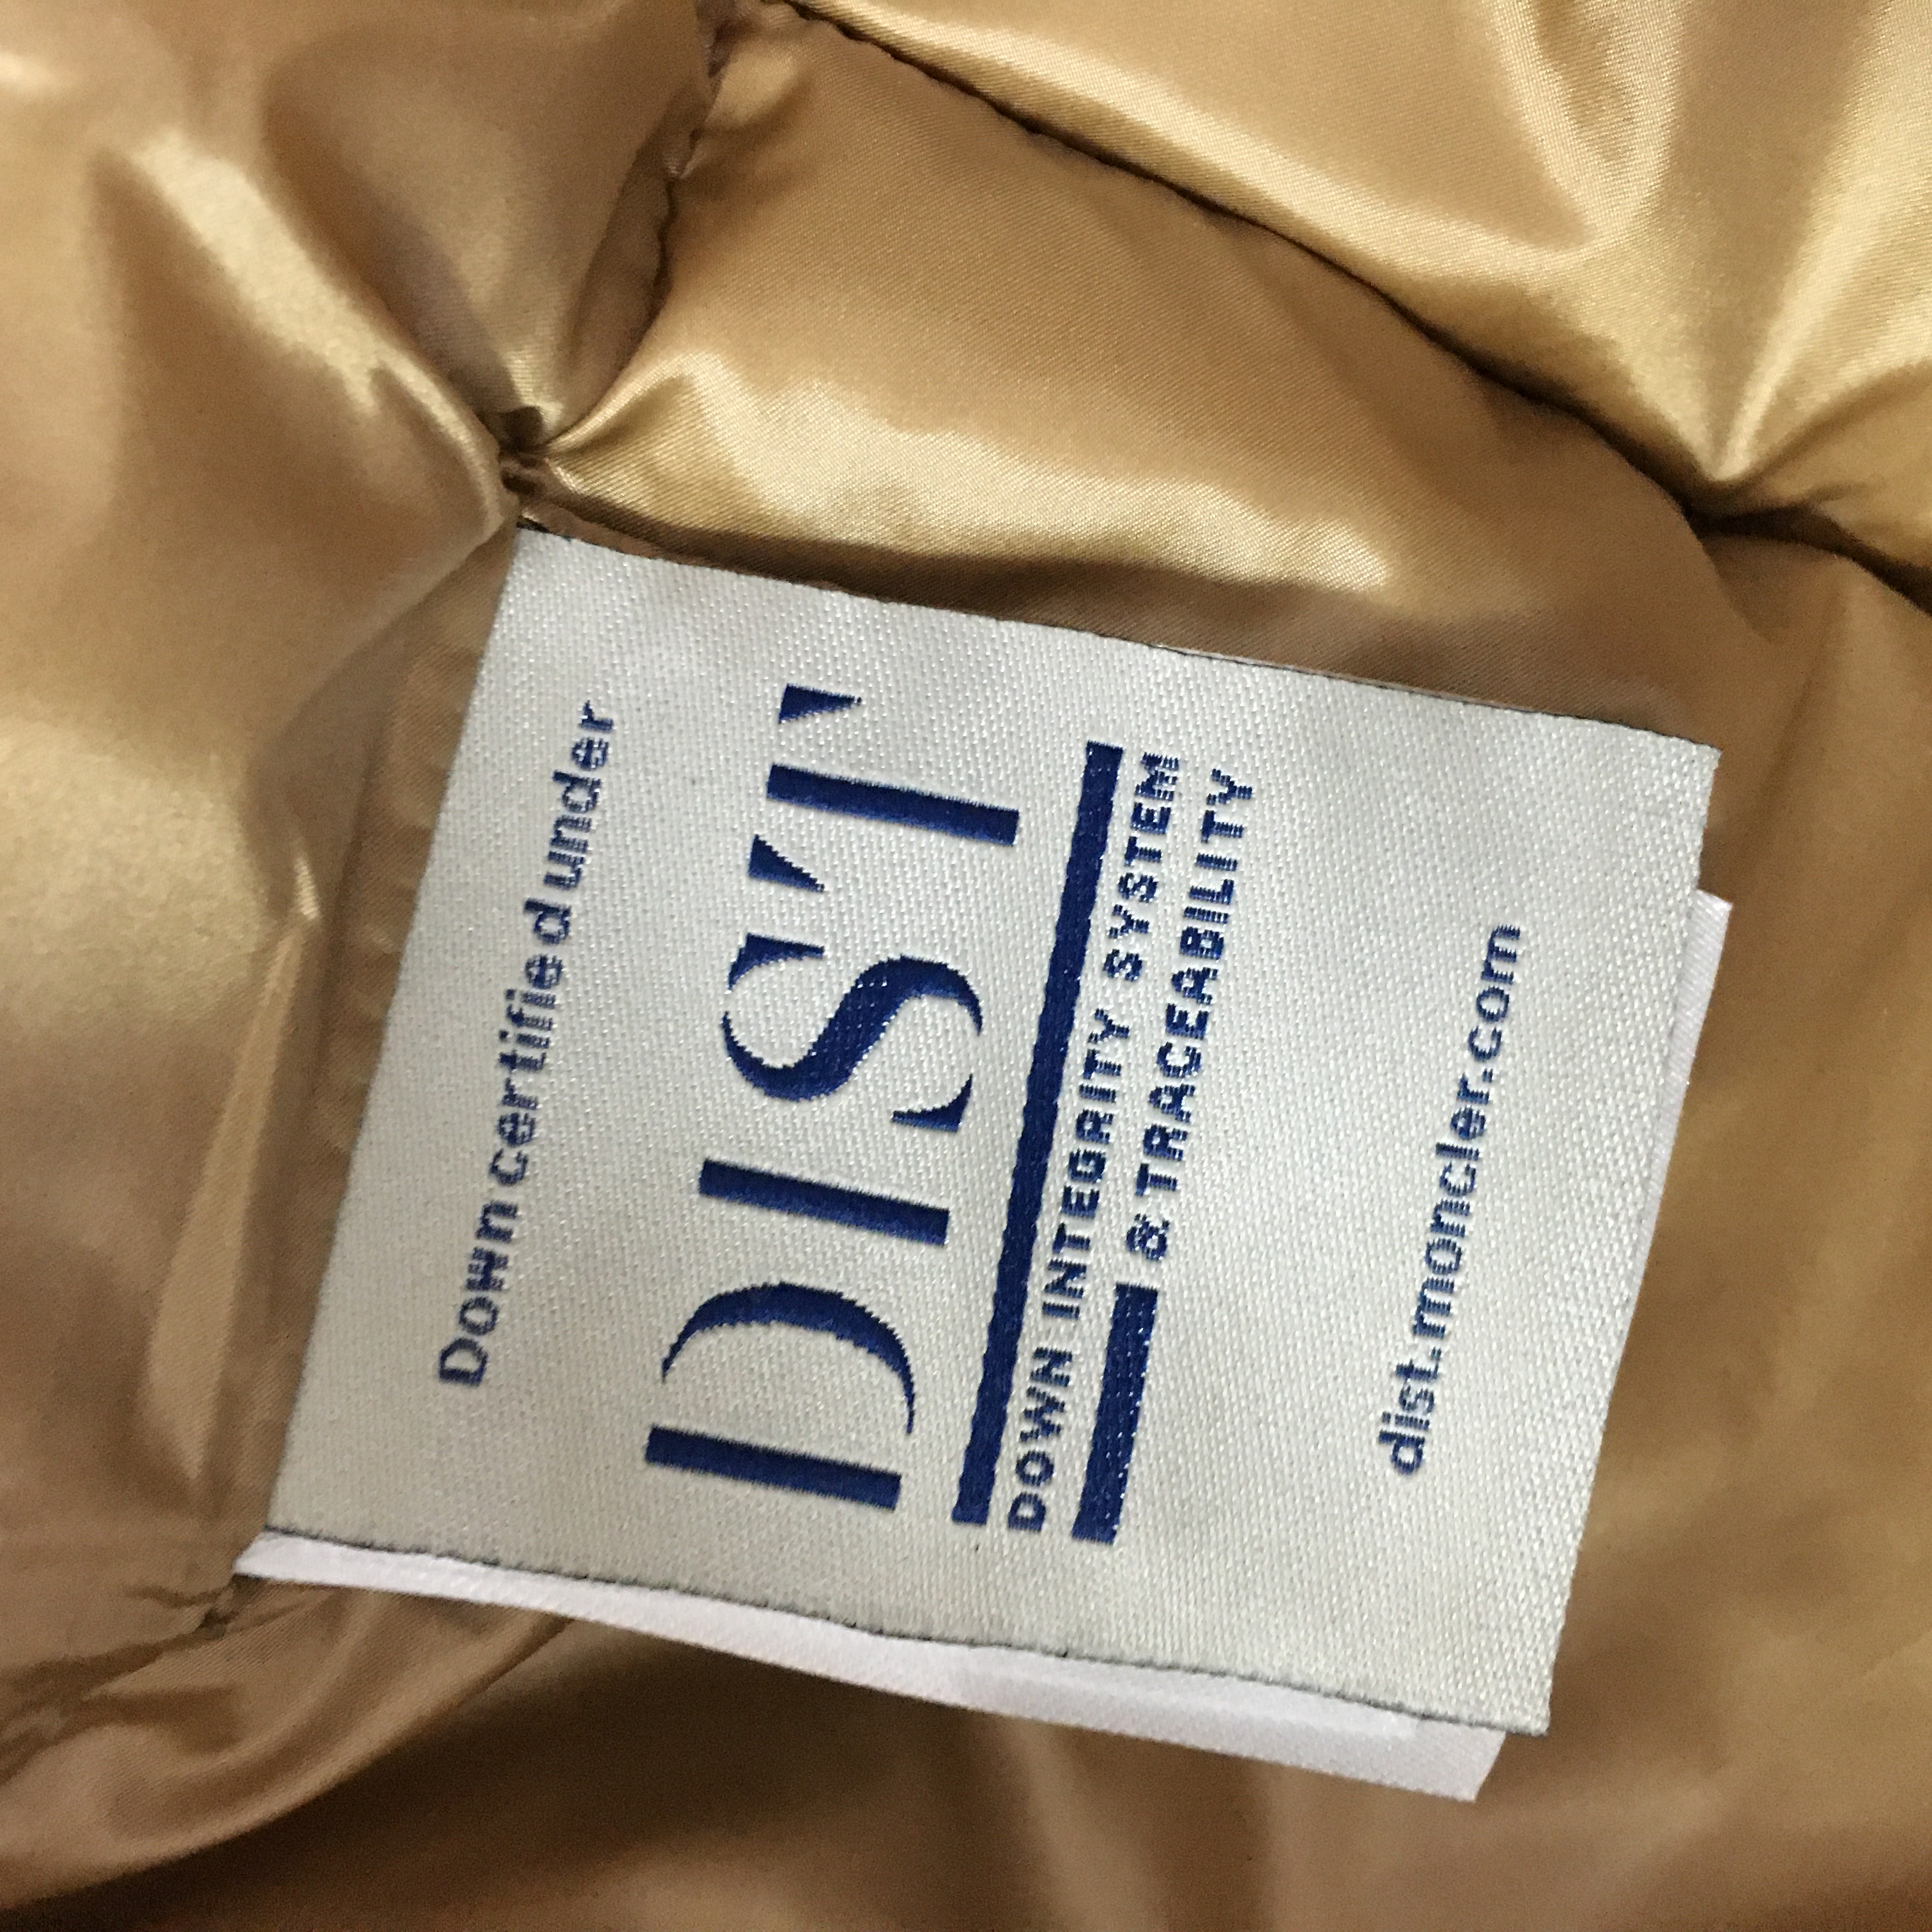 Down certified under
DIST
DOWN INTEGRITY SYSTEM
& TRACEABILITY
dist.moncler.com